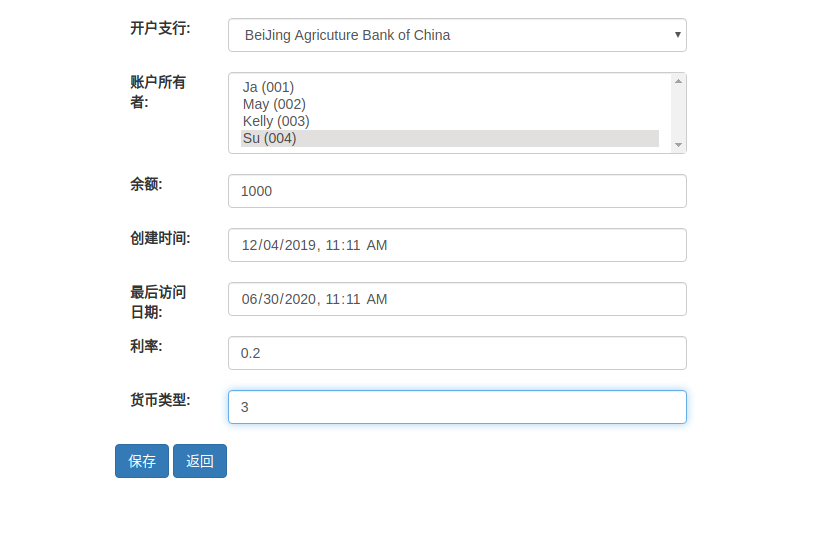 开户支行:
BeiJing Agricuture Bank of China
账户所有
者:
Ja (001)
May (002)
Kelly (003)
Su (004)
余额:
1000
创建时间:
12/04/2019, 11:11 AM
最后访问
日期:
06/30/2020, 11:11 AM
利率:
0.2
货币类型:
3
保存 返回